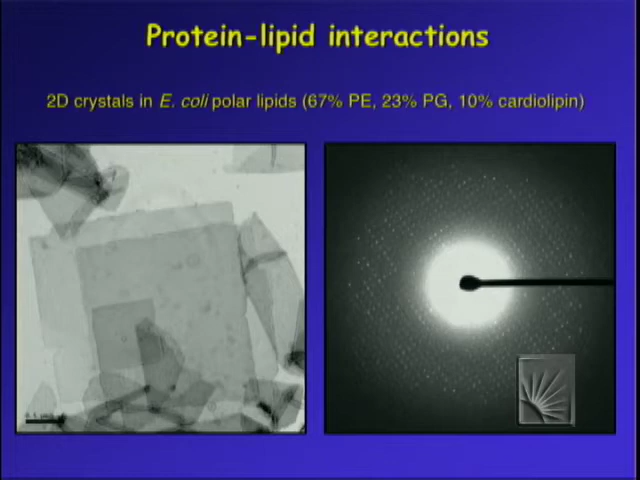 Protein-lipid interactions
2D crystals in E. coli polar lipids (67% PE, 23% PG, 10% cardiolipin)